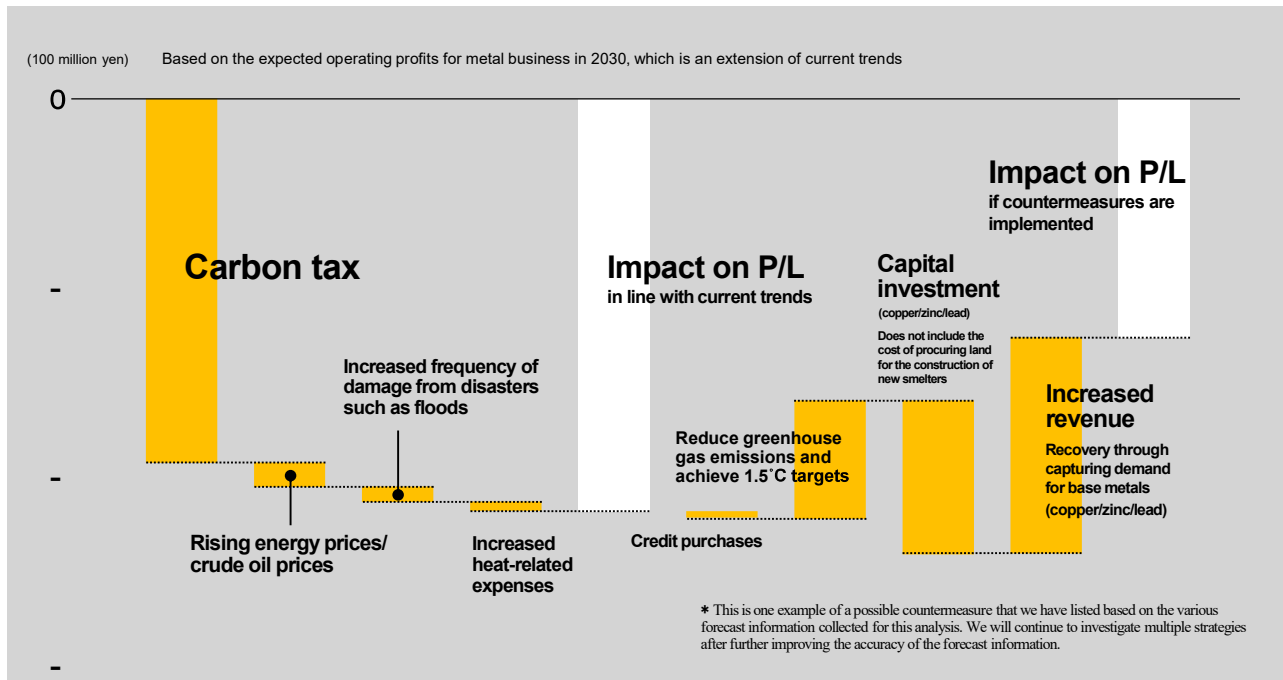 (100 million yen) Based on the expected operating profits for metal business in 2030, which is an extension of current trends
0
-
-
-
Carbon tax
Rising energy prices/
crude oil prices
Increased frequency of
damage from disasters
such as floods
Increased
heat-related
expenses
Impact on P/L
in line with current trends
Credit purchases
Reduce greenhouse
gas emissions and
achieve 1.5˚C targets
Capital
investment
(copper/zinc/lead)
Does not include the
cost of procuring land
for the construction of
new smelters
Impact on P/L
if countermeasures are
implemented
Increased
revenue
Recovery through
capturing demand
for base metals
(copper/zinc/lead)
* This is one example of a possible countermeasure that we have listed based on the various
forecast information collected for this analysis. We will continue to investigate multiple strategies
after further improving the accuracy of the forecast information.